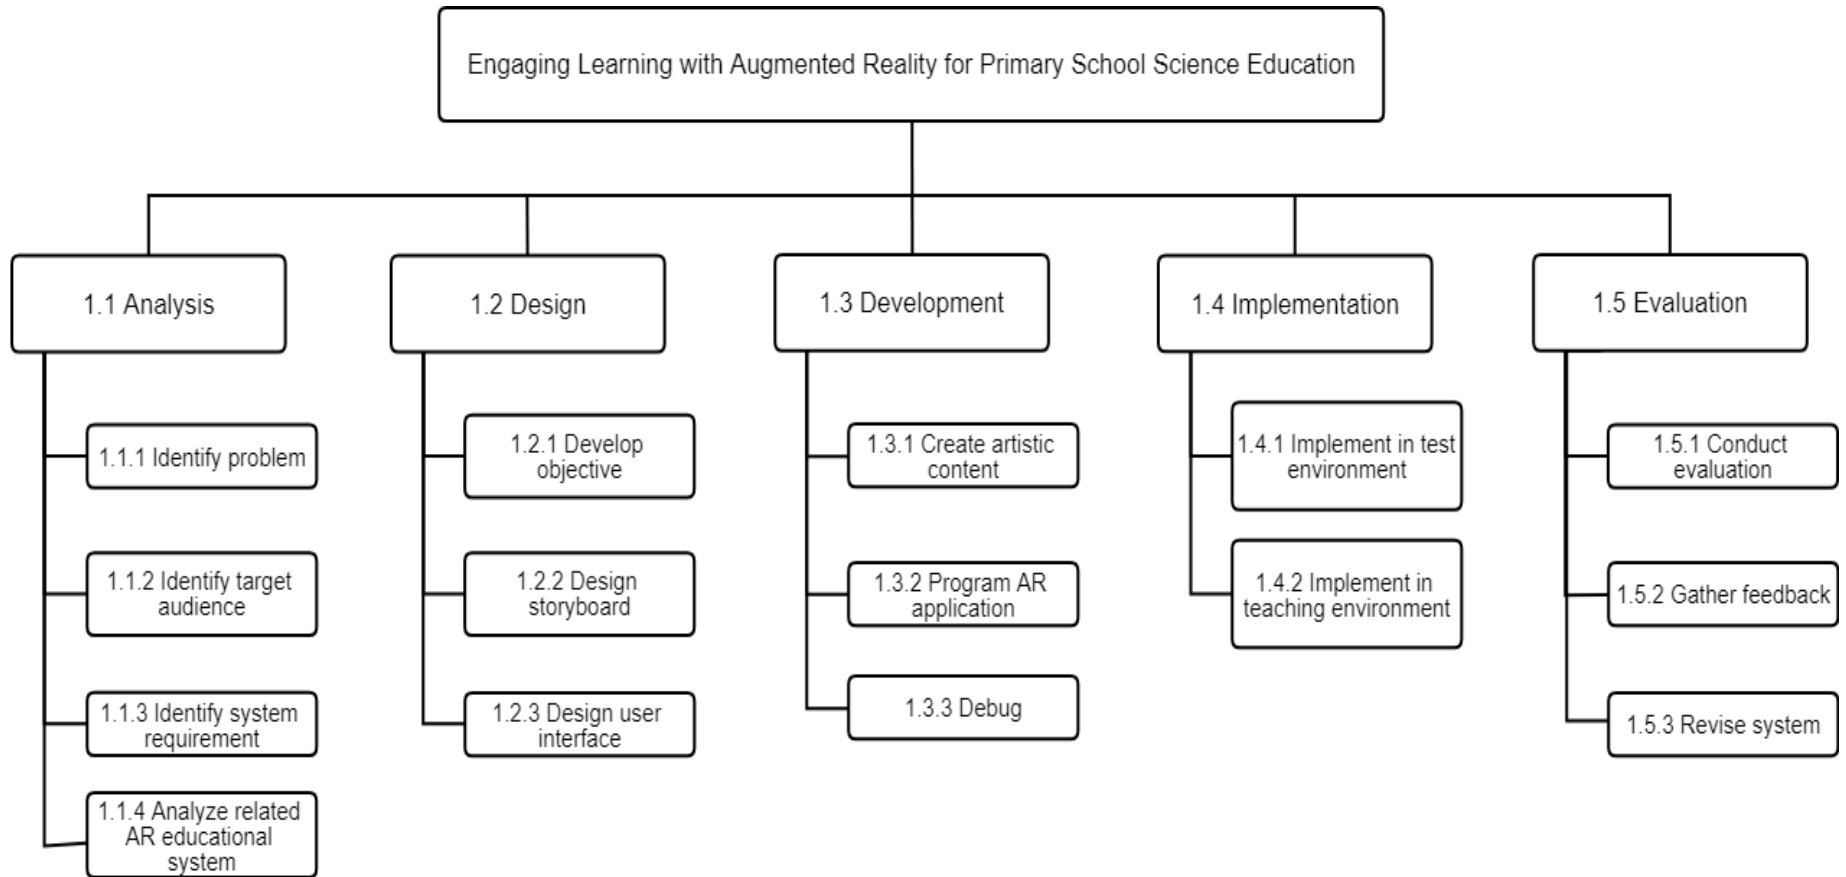 Engaging Learning with Augmented Reality for Primary School Science Education
1.1 Analysis
1.1.1 Identify problem
1.1.2 Identify target
audience
1.1.3 Identify system
requirement
1.1.4 Analyze related
AR educational
system
1.2 Design
1.2.1 Develop
objective
1.2.2 Design
storyboard
1.2.3 Design user
interface
1.3 Development
1.3.1 Create artistic
content
1.3.2 Program AR
application
1.3.3 Debug
1.4 Implementation
1.4.1 Implement in test
environment
1.4.2 Implement in
teaching environment
1.5 Evaluation
1.5.1 Conduct
evaluation
1.5.2 Gather feedback
1.5.3 Revise system